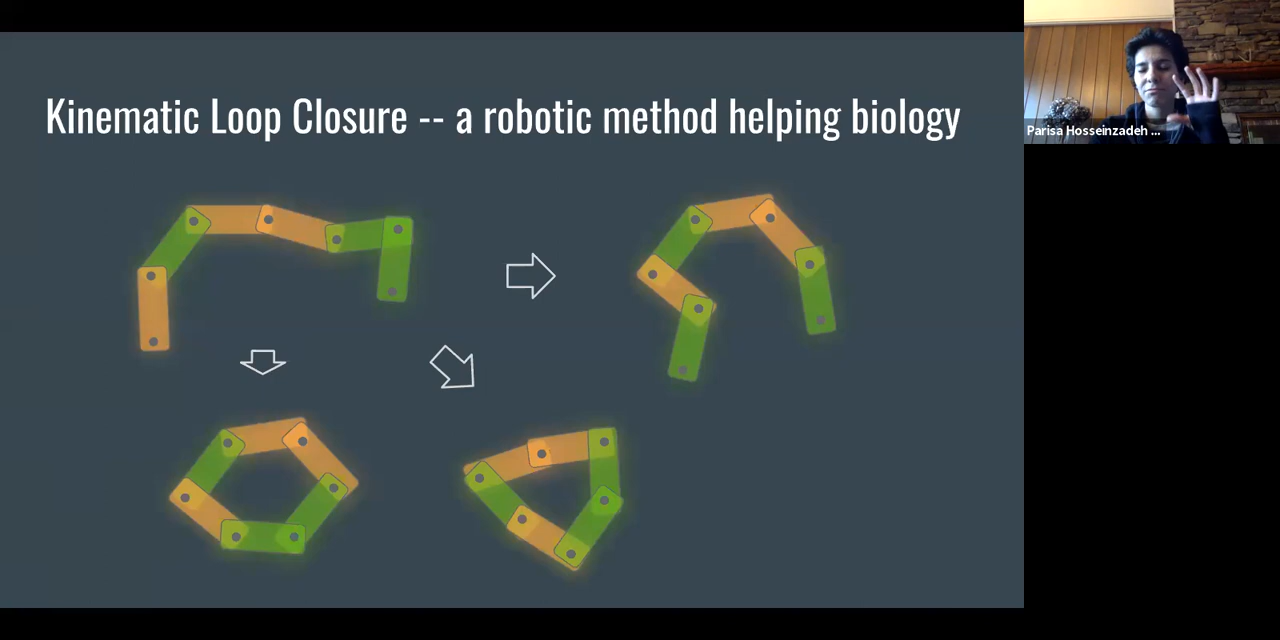 Kinematic Loop Closure -- a robotic method helping biology
Parisa Hosseinzadeh ...